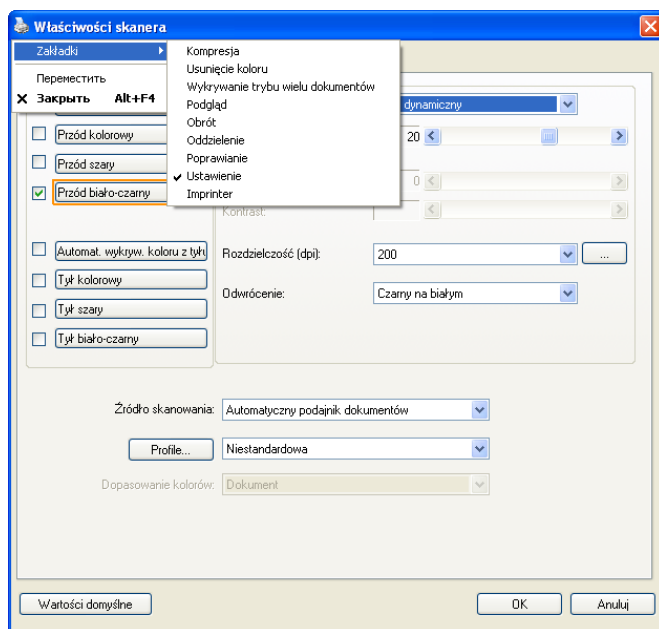 Właściwości skanera
Zakładki
Переместить
Закрыть Alt+F4
Kompresja
Usunięcie koloru
Wykrywanie trybu wielu dokumentów
Podgląd
Obrót
Oddzielenie
Poprawianie
Ustawienie
Imprinter
dynamiczny
Przód kolorowy
20
Przód szary
0
Przód biało-czarny
Kontrast:
Automat. wykryw. koloru z tyłu
Rozdzielczość (dpi):
200
...
Tył kolorowy
Odwrócenie:
Czarny na białym
Tył szary
Tył biało-czarny
Źródło skanowania:
Automatyczny podajnik dokumentów
Profile...
Niestandardowa
Dopasowanie kolorów:
Dokument
Wartości domyślne
OK
Anuluj